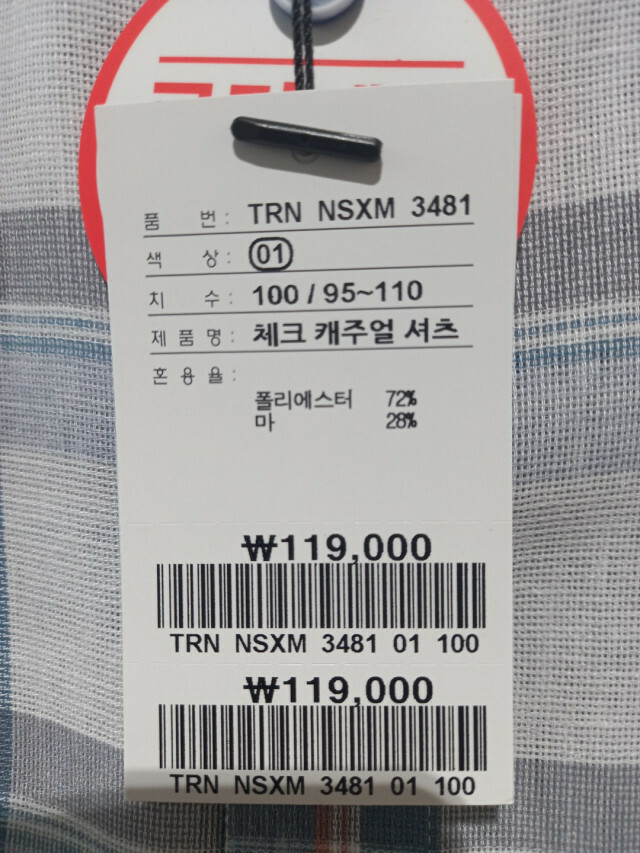 품 번 : TRN NSXM 3481
색 상 : 01
치 수 : 100 / 95~110
제 품 명 : 체크 캐주얼 셔츠
혼 용 율 :
폴리에스터 72%
마 28%
₩119,000
TRN NSXM 3481 01 100
₩119,000
TRN NSXM 3481 01 100